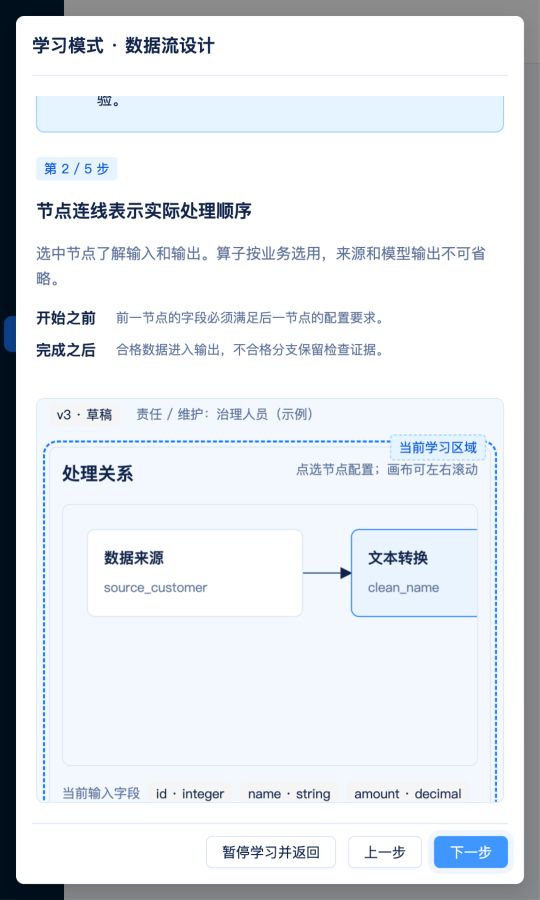 学习模式 · 数据流设计
验。
第 2 / 5 步
节点连线表示实际处理顺序
选中节点了解输入和输出。算子按业务选用，来源和模型输出不可省
略。
开始之前 前一节点的字段必须满足后一节点的配置要求。
完成之后 合格数据进入输出，不合格分支保留检查证据。
v3 · 草稿 责任 / 维护：治理人员（示例）
当前学习区域
处理关系 点选节点配置；画布可左右滚动
数据来源 文本转换
source_customer clean_name
当前输入字段 id · integer name · string amount · decimal
暂停学习并返回 上一步 下一步